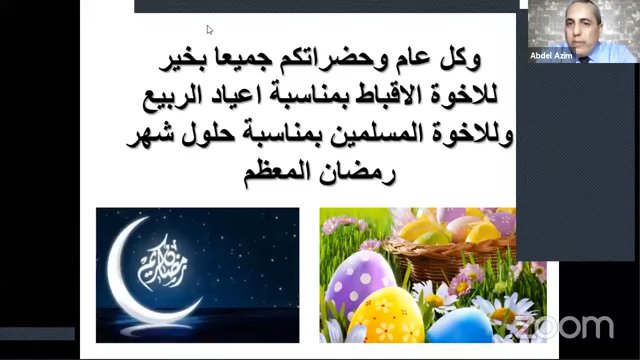 Abdel Azim
وكل عام وحضراتكم جميعا بخير
للاخوة الاقباط بمناسبة اعياد الربيع
وللاخوة المسلمين بمناسبة حلول شهر
رمضان المعظم
رمضان كريم
zoom